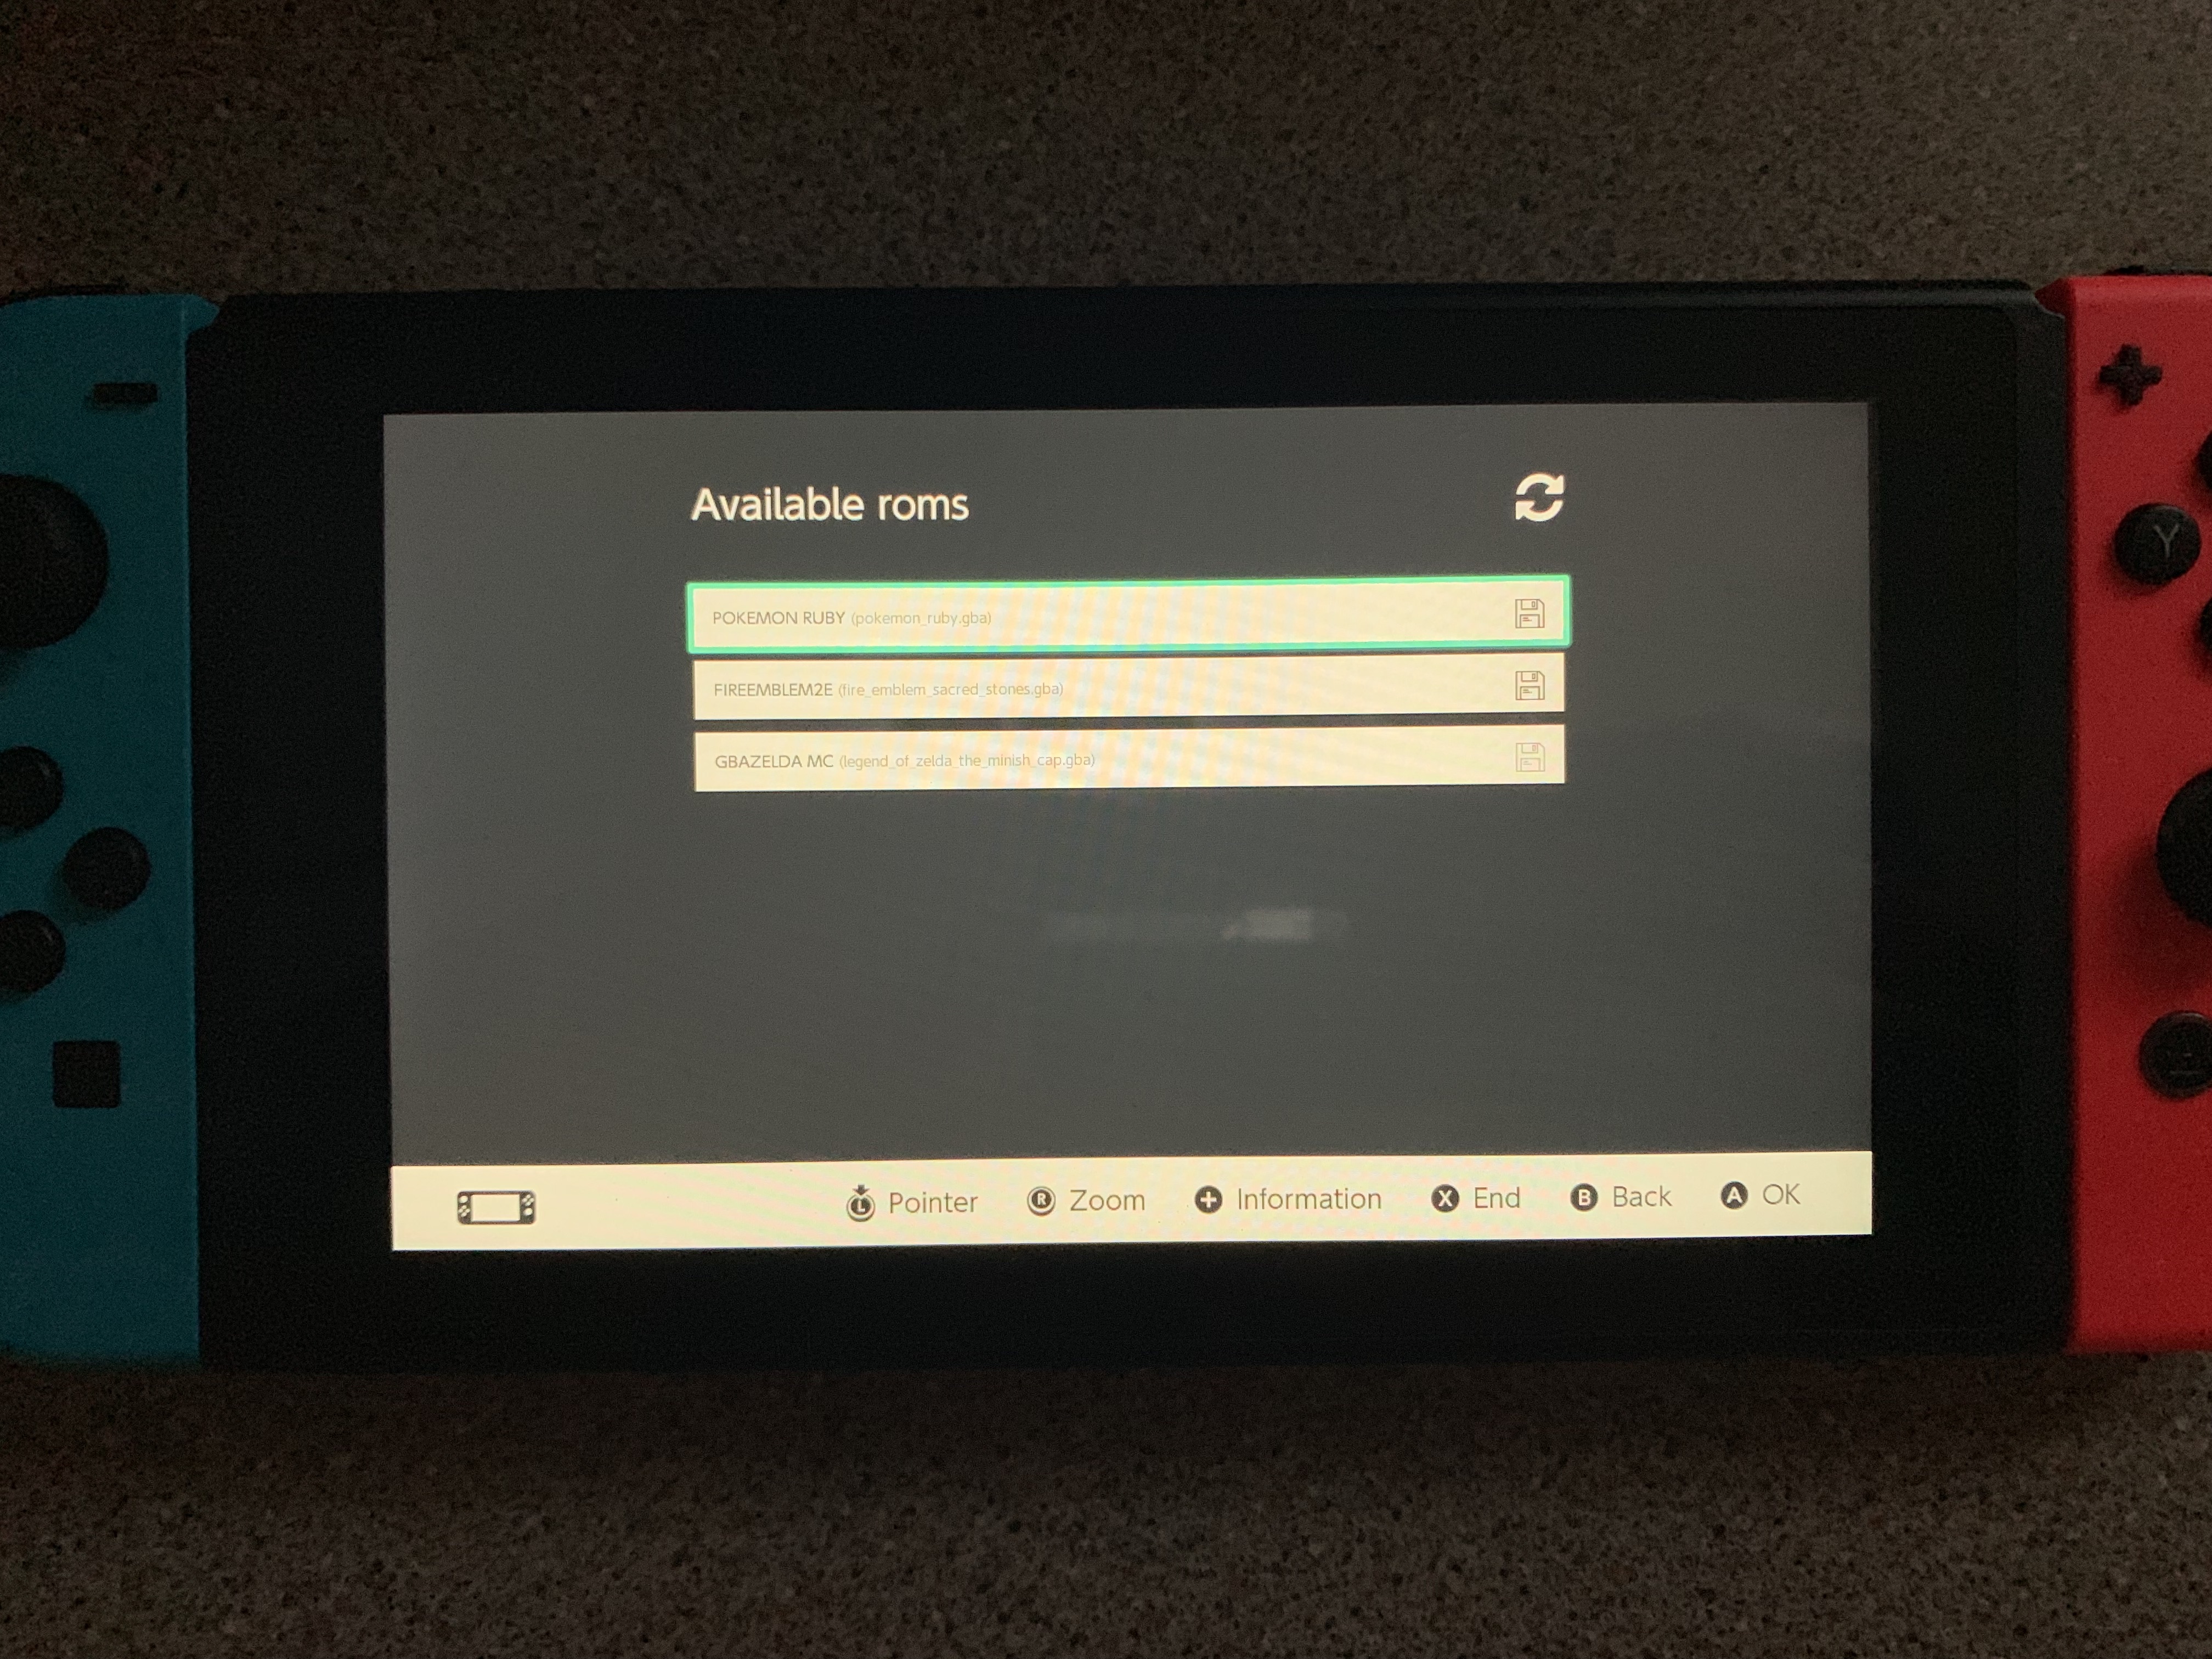 Available roms
POKEMON RUBY (pokemon_ruby.gba)
FIREEMBLEM2E (fire_emblem_sacred_stones.gba)
GBAZELDA MC (legend_of_zelda_the_minish_cap.gba)
L Pointer R Zoom + Information X End B Back A OK
Y